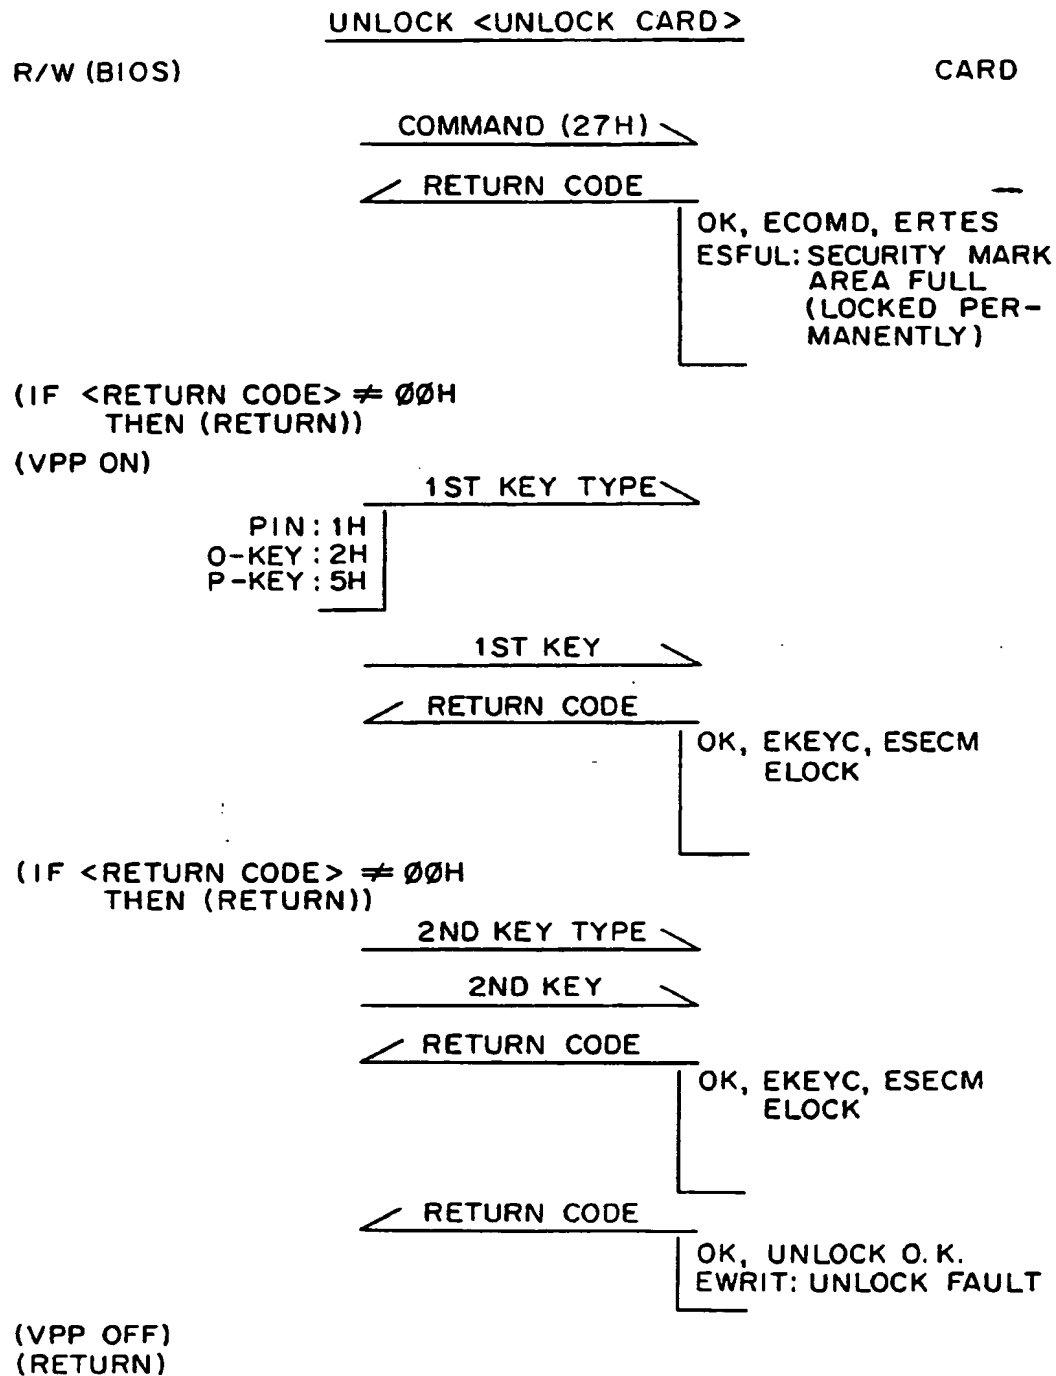 UNLOCK <UNLOCK CARD>
R/W (BIOS)
CARD
COMMAND (27H)
RETURN CODE
OK, ECOMD, ERTES
ESFUL: SECURITY MARK
AREA FULL
(LOCKED PER-
MANENTLY)
(IF <RETURN CODE> ≠ ØØH
THEN (RETURN))
(VPP ON)
1ST KEY TYPE
PIN : 1H
O-KEY : 2H
P-KEY : 5H
1ST KEY
RETURN CODE
OK, EKEYC, ESECM
ELOCK
(IF <RETURN CODE> ≠ ØØH
THEN (RETURN))
2ND KEY TYPE
2ND KEY
RETURN CODE
OK, EKEYC, ESECM
ELOCK
RETURN CODE
OK, UNLOCK O.K.
EWRIT: UNLOCK FAULT
(VPP OFF)
(RETURN)